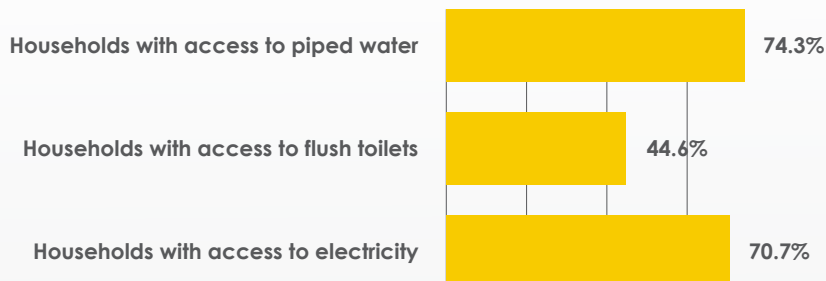 Households with access to piped water 74.3%
Households with access to flush toilets 44.6%
Households with access to electricity 70.7%